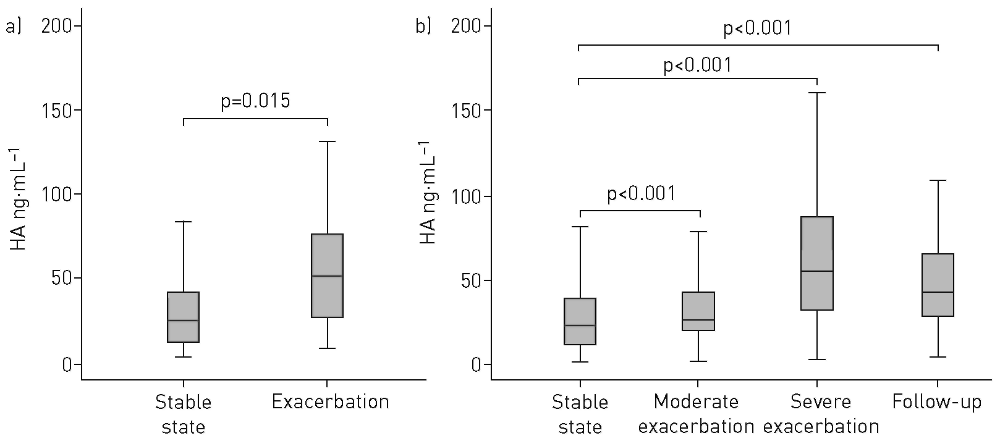 a)
200
150
100
50
0
HA ng·mL⁻¹
p=0.015
Stable
state
Exacerbation
b)
200
150
100
50
0
HA ng·mL⁻¹
p<0.001
p<0.001
p<0.001
Stable
state
Moderate
exacerbation
Severe
exacerbation
Follow-up